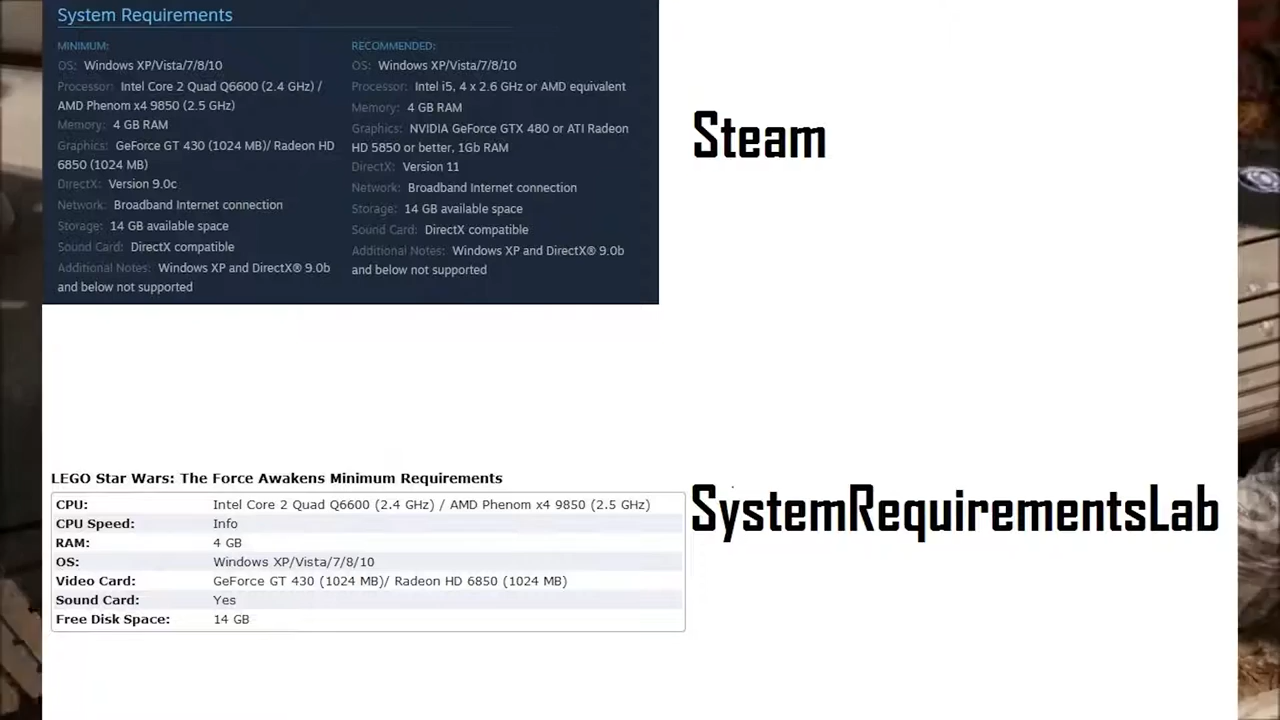 System Requirements
MINIMUM:
OS: Windows XP/Vista/7/8/10
Processor: Intel Core 2 Quad Q6600 (2.4 GHz) /
AMD Phenom x4 9850 (2.5 GHz)
Memory: 4 GB RAM
Graphics: GeForce GT 430 (1024 MB)/ Radeon HD
6850 (1024 MB)
DirectX: Version 9.0c
Network: Broadband Internet connection
Storage: 14 GB available space
Sound Card: DirectX compatible
Additional Notes: Windows XP and DirectX® 9.0b
and below not supported
RECOMMENDED:
OS: Windows XP/Vista/7/8/10
Processor: Intel i5, 4 x 2.6 GHz or AMD equivalent
Memory: 4 GB RAM
Graphics: NVIDIA GeForce GTX 480 or ATI Radeon
HD 5850 or better, 1Gb RAM
DirectX: Version 11
Network: Broadband Internet connection
Storage: 14 GB available space
Sound Card: DirectX compatible
Additional Notes: Windows XP and DirectX® 9.0b
and below not supported
Steam
LEGO Star Wars: The Force Awakens Minimum Requirements
CPU: Intel Core 2 Quad Q6600 (2.4 GHz) / AMD Phenom x4 9850 (2.5 GHz)
CPU Speed: Info
RAM: 4 GB
OS: Windows XP/Vista/7/8/10
Video Card: GeForce GT 430 (1024 MB)/ Radeon HD 6850 (1024 MB)
Sound Card: Yes
Free Disk Space: 14 GB
SystemRequirementsLab